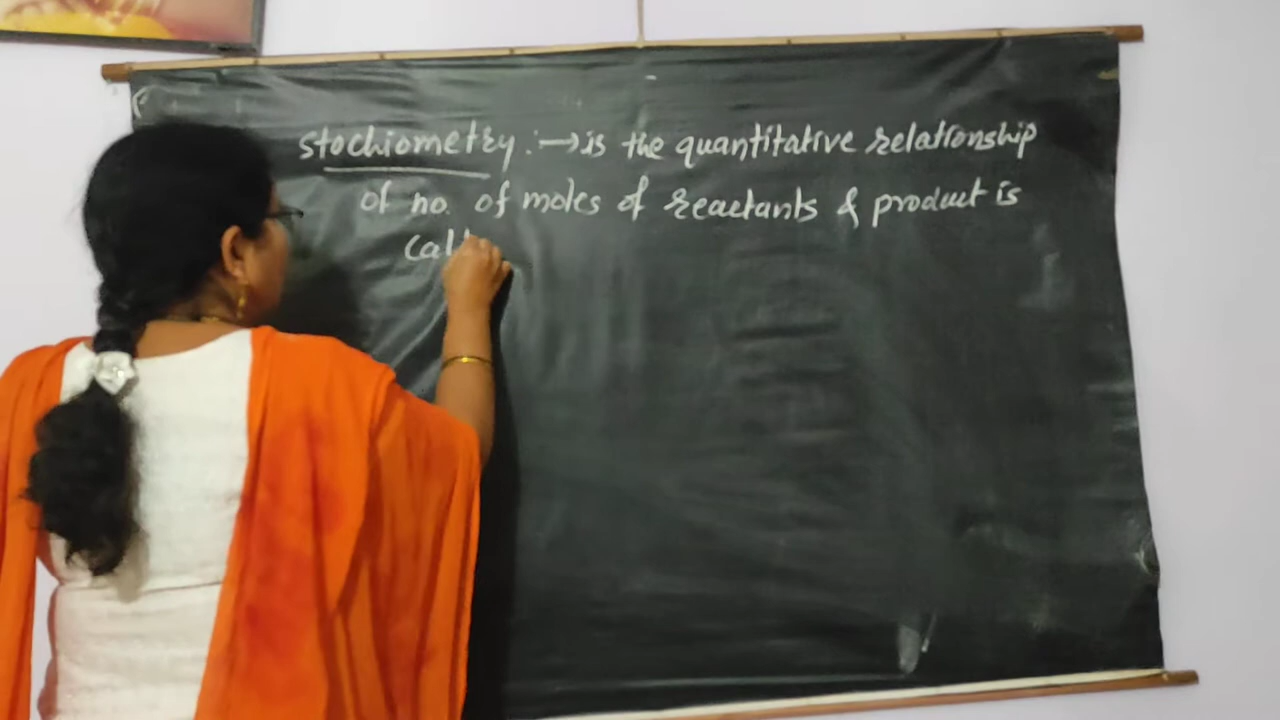 stochiometry :→ is the quantitative relationship
of no. of moles of reactants & product is
call